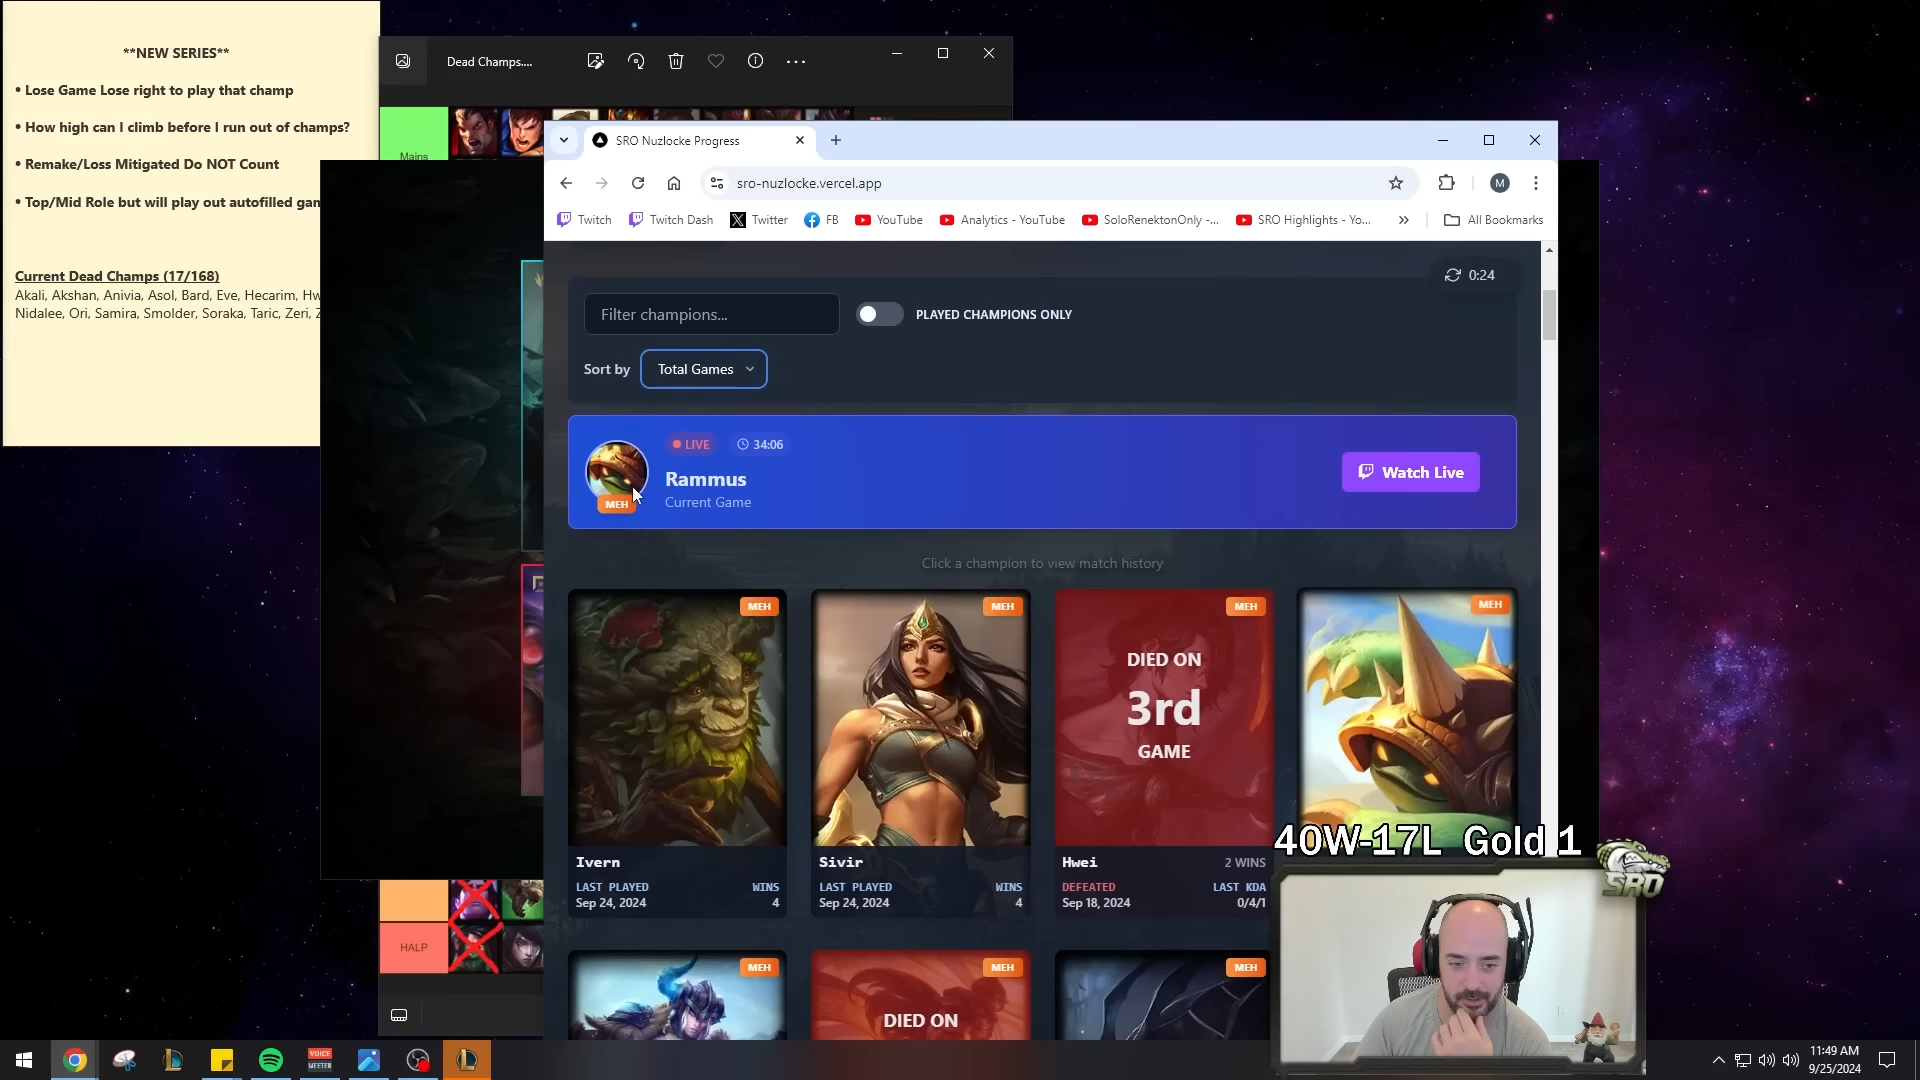 **NEW SERIES**
• Lose Game Lose right to play that champ
• How high can I climb before I run out of champs?
• Remake/Loss Mitigated Do NOT Count
• Top/Mid Role but will play out autofilled
Current Dead Champs (17/168)
Akali, Akshan, Anivia, Asol, Bard, Eve, Hecarim,
Nidalee, Ori, Samira, Smolder, Soraka, Taric, Zeri,
Dead Champs....
Mains
HALP
SRO Nuzlocke Progress
sro-nuzlocke.vercel.app
M
Twitch
Twitch Dash
Twitter
FB
YouTube
Analytics - YouTube
SoloRenektonOnly -...
SRO Highlights - Yo...
All Bookmarks
0:24
Filter champions...
PLAYED CHAMPIONS ONLY
Sort by
Total Games
LIVE
34:06
Rammus
MEH
Current Game
Watch Live
Click a champion to view match history
MEH
Ivern
LAST PLAYED WINS
Sep 24, 2024 4
MEH
Sivir
LAST PLAYED WINS
Sep 24, 2024 4
MEH
DIED ON
3rd
GAME
Hwei 2 WINS
DEFEATED LAST KDA
Sep 18, 2024 0/4/1
MEH
MEH
MEH
DIED ON
MEH
40W-17L Gold 1
SRO
VOICE
MEETER
11:49 AM
9/25/2024